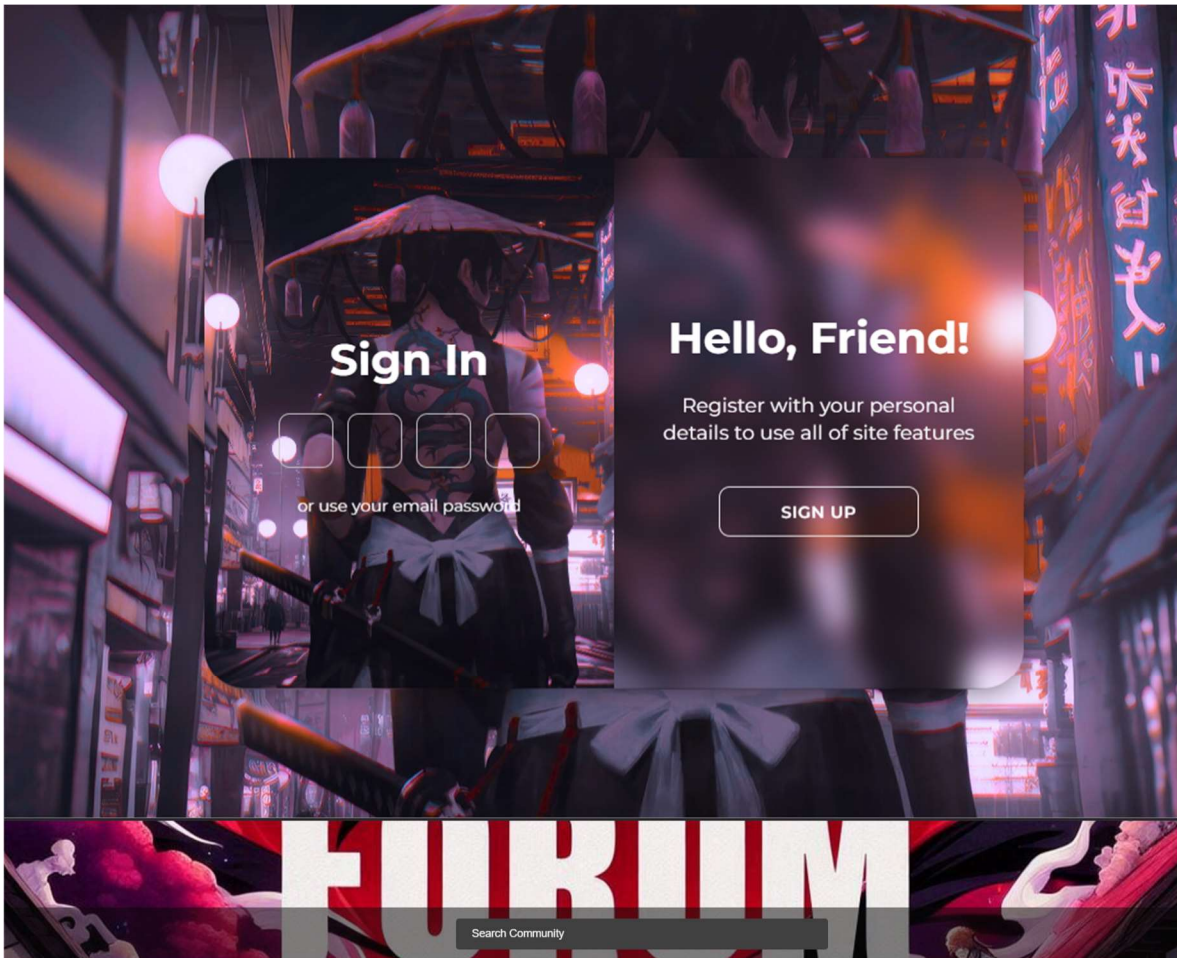 Sign In
or use your email password
Hello, Friend!
Register with your personal
details to use all of site features
SIGN UP
FORUM
Search Community